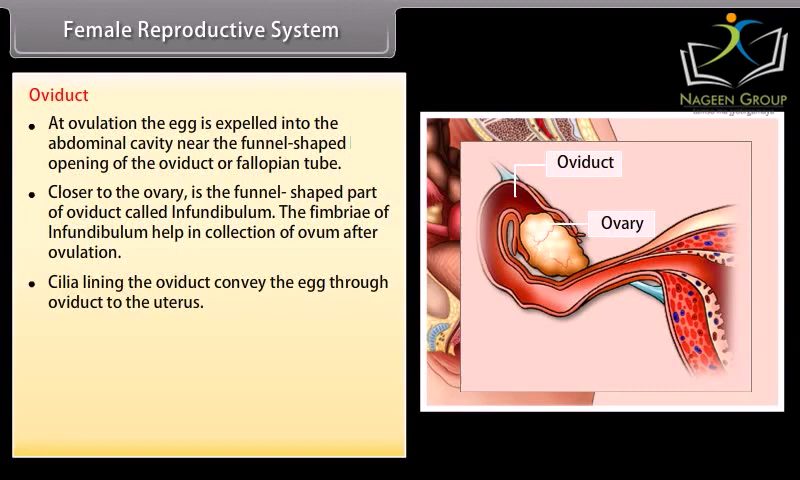 Female Reproductive System
NAGEEN GROUP
Oviduct
• At ovulation the egg is expelled into the
abdominal cavity near the funnel-shaped
opening of the oviduct or fallopian tube.
• Closer to the ovary, is the funnel- shaped part
of oviduct called Infundibulum. The fimbriae of
Infundibulum help in collection of ovum after
ovulation.
• Cilia lining the oviduct convey the egg through
oviduct to the uterus.
Oviduct
Ovary